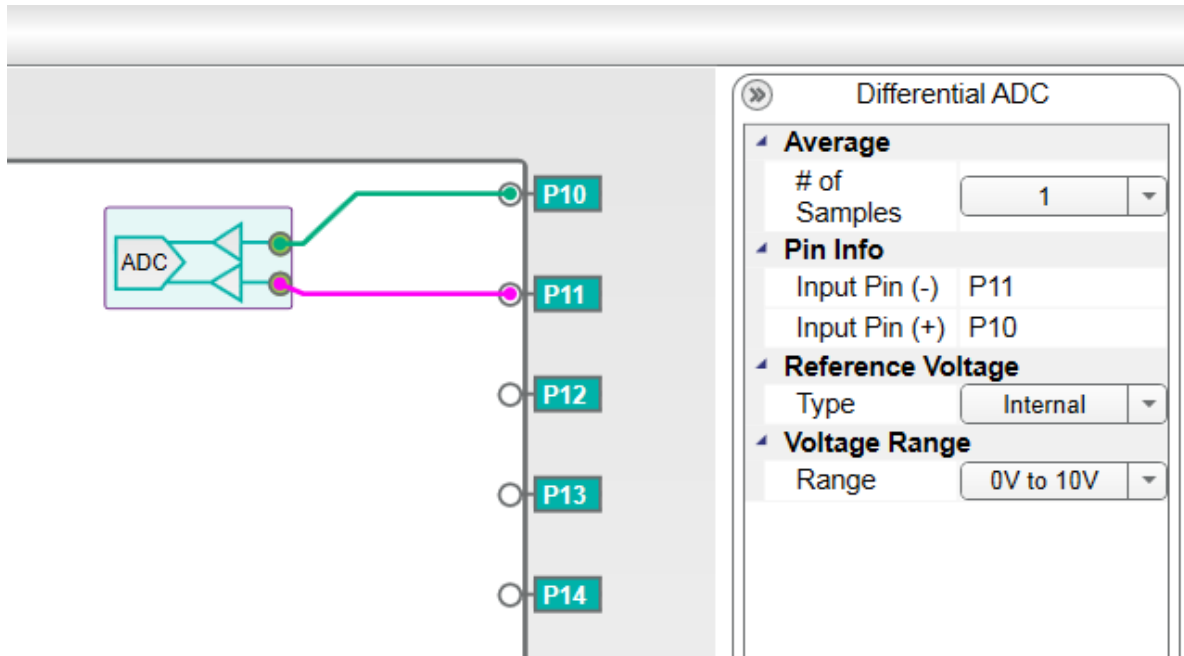 Differential ADC
Average
# of
Samples
1
Pin Info
Input Pin (-) P11
Input Pin (+) P10
Reference Voltage
Type Internal
Voltage Range
Range 0V to 10V
ADC
P10
P11
P12
P13
P14